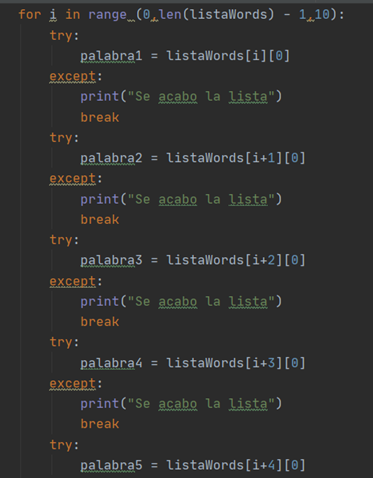 for i in range (0,len(listaWords) - 1,10):
    try:
        palabra1 = listaWords[i][0]
    except:
        print("Se acabo la lista")
        break
    try:
        palabra2 = listaWords[i+1][0]
    except:
        print("Se acabo la lista")
        break
    try:
        palabra3 = listaWords[i+2][0]
    except:
        print("Se acabo la lista")
        break
    try:
        palabra4 = listaWords[i+3][0]
    except:
        print("Se acabo la lista")
        break
    try:
        palabra5 = listaWords[i+4][0]